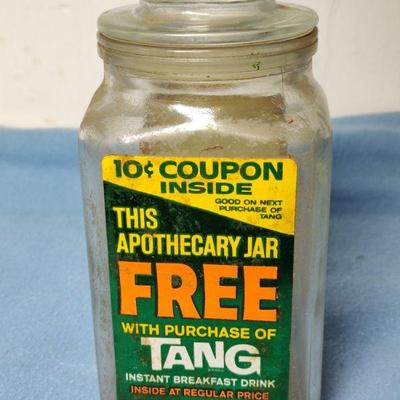 10¢ COUPON
INSIDE
GOOD ON NEXT
PURCHASE OF
TANG
THIS
APOTHECARY JAR
FREE
WITH PURCHASE OF
TANG
INSTANT BREAKFAST DRINK
INSIDE AT REGULAR PRICE